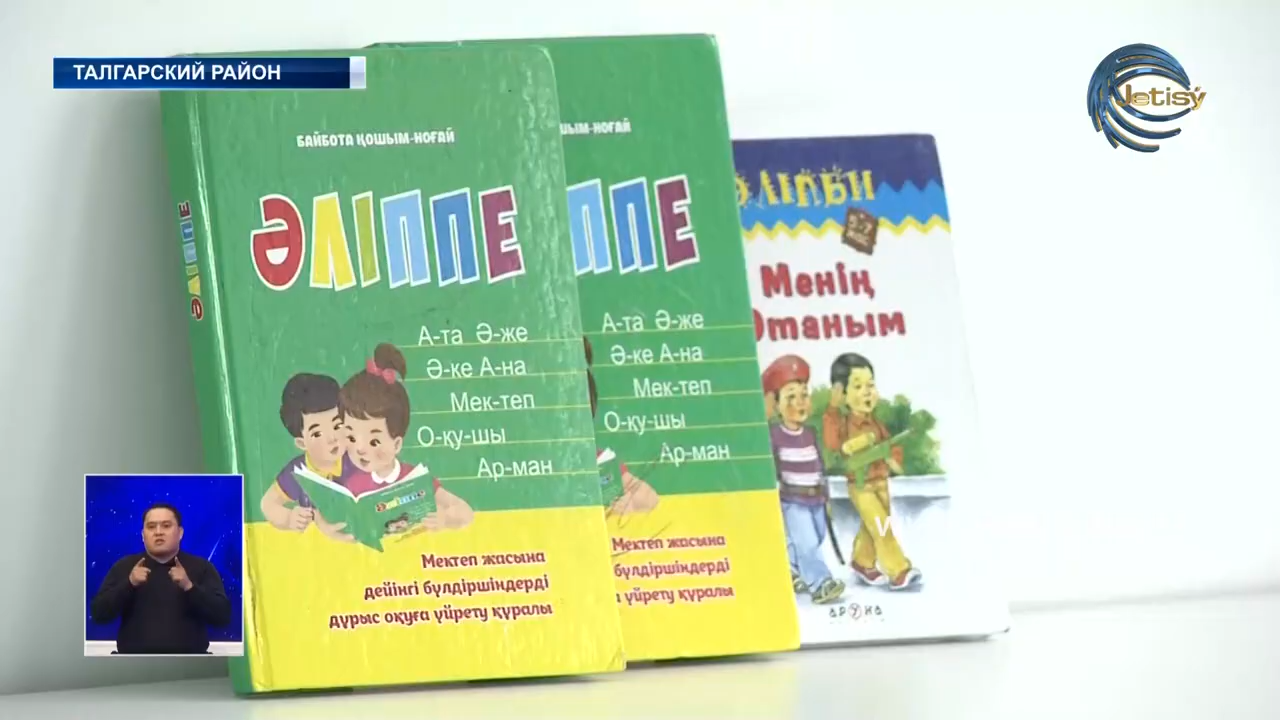 ТАЛГАРСКИЙ РАЙОН
Jetisý
БАЙБОТА ҚОШЫМ-НОҒАЙ
ӘЛІППЕ
ӘЛІППЕ
А-та Ә-же
Ә-ке А-на
Мек-теп
О-қу-шы
Ар-ман
Мектеп жасына
дейінгі бүлдіршіндерді
дұрыс оқуға үйрету құралы
ШЫМ-НОҒАЙ
ППЕ
А-та Ә-же
Ә-ке А-на
Мек-теп
О-қу-шы
Ар-ман
Мектеп жасына
бүлдіршіндерді
үйрету құралы
ӘЛІПБИ
Менің
Отаным
АРУНА